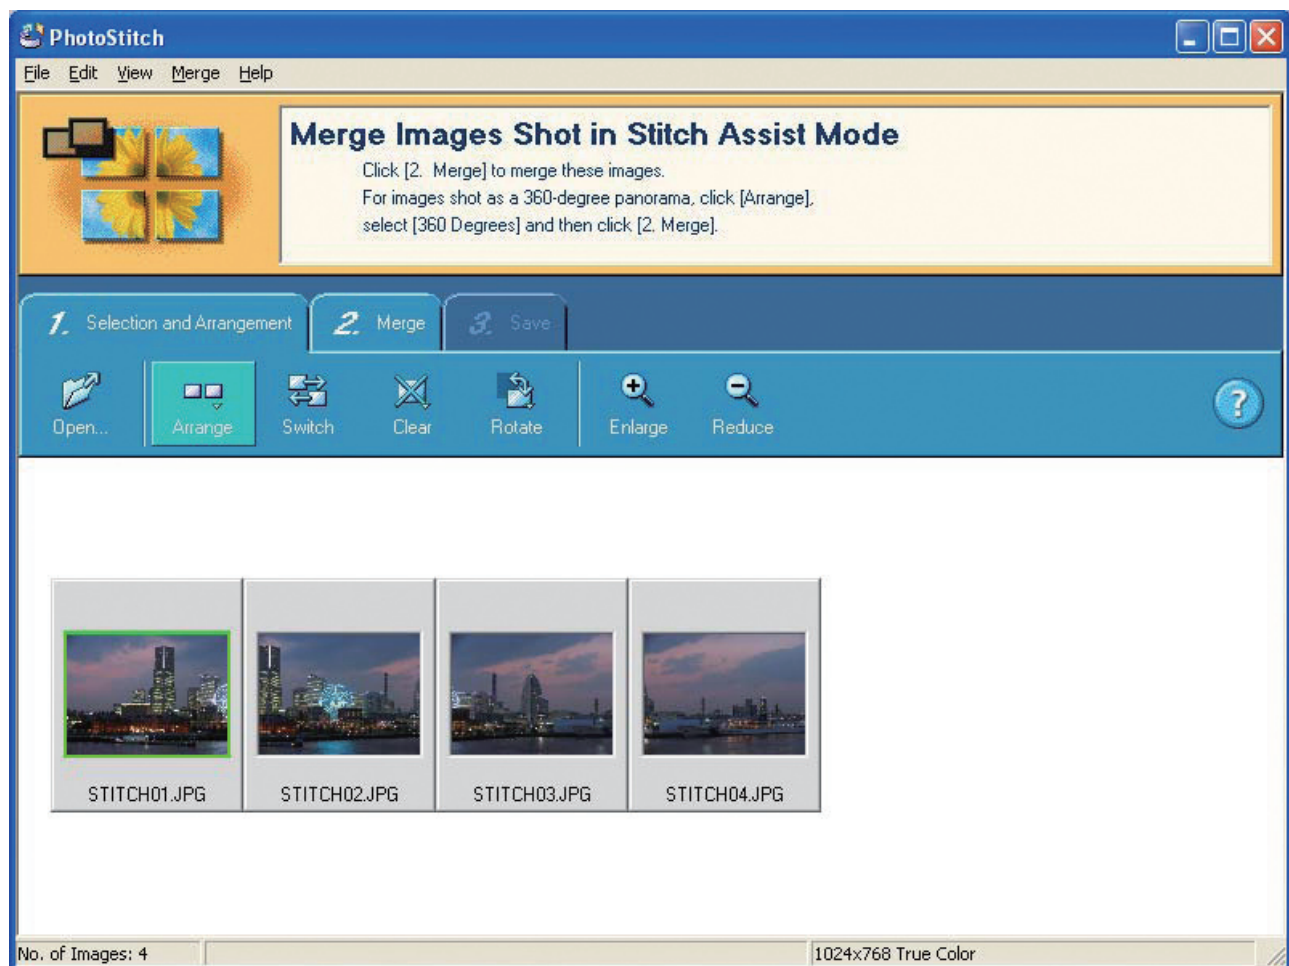 PhotoStitch
File Edit View Merge Help
Merge Images Shot in Stitch Assist Mode
Click [2. Merge] to merge these images.
For images shot as a 360-degree panorama, click [Arrange],
select [360 Degrees] and then click [2. Merge].
1. Selection and Arrangement 2. Merge 3. Save
Open... Arrange Switch Clear Rotate Enlarge Reduce ?
STITCH01.JPG STITCH02.JPG STITCH03.JPG STITCH04.JPG
No. of Images: 4 1024x768 True Color